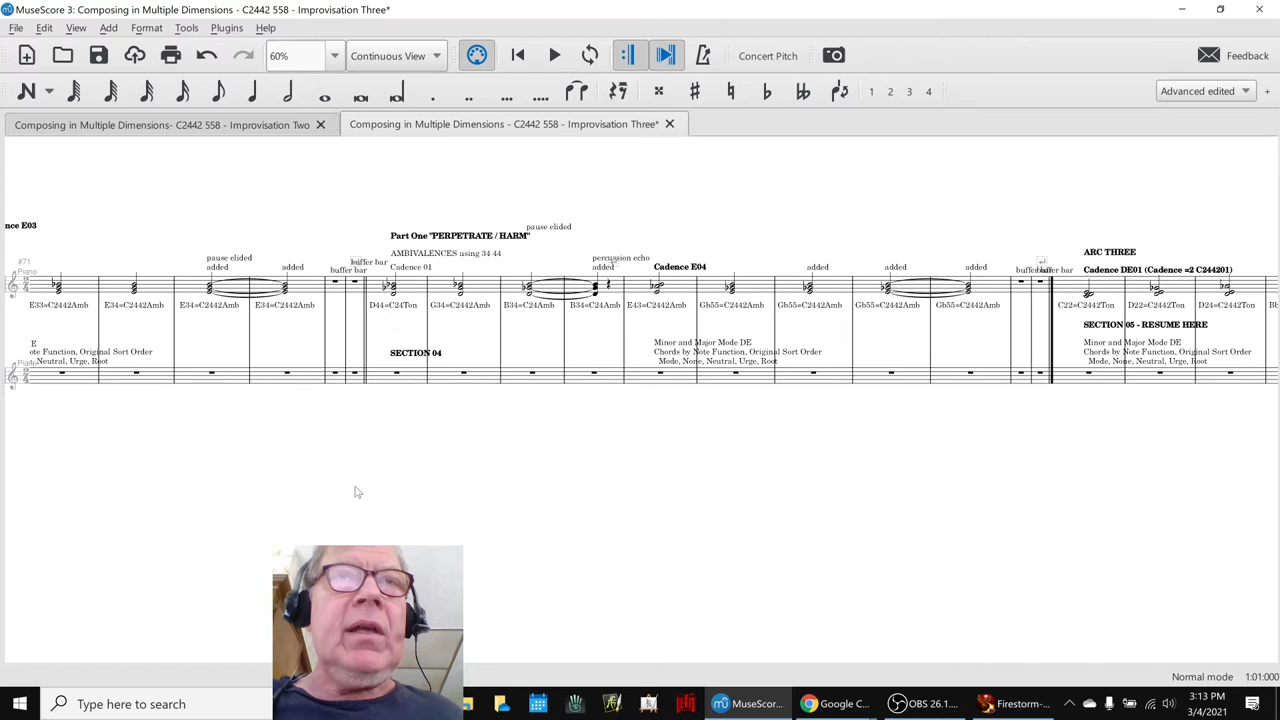 MuseScore 3: Composing in Multiple Dimensions - C2442 558 - Improvisation Three*
File Edit View Add Format Tools Plugins Help
60% Continuous View Concert Pitch Feedback
1 2 3 4 Advanced edited +
Composing in Multiple Dimensions- C2442 558 - Improvisation Two
Composing in Multiple Dimensions - C2442 558 - Improvisation Three*
nce E03
pause elided
Part One "PERPETRATE / HARM"
AMBIVALENCES using 34 44
ARC THREE
#71
pause elided
buffer bar
percussion echo
Piano
added
added
buffer bar
Cadence 01
added
Cadence E04
added
added
added
buffer bar
Cadence DE01 (Cadence =2 C244201)
E33=C2442Amb
E34=C2442Amb
E34=C2442Amb
E34=C2442Amb
D44=C24Ton
G34=C24Amb
B34=C24Amb
B34=C24Amb
E43=C24Amb
Gb55=C2442Amb
Gb55=C2442Amb
Gb55=C2442Amb
Gb55=C2442Amb
C22=C2442Ton
D22=C2442Amb
D24=C2442Amb
SECTION 05 - RESUME HERE
E
ote Function, Original Sort Order
Neutral, Urge, Root
SECTION 04
Minor and Major Mode DE
Chords by Note Function, Original Sort Order
Mode, None, Neutral, Urge, Root
Minor and Major Mode DE
Chords by Note Function, Original Sort Order
Mode, None, Neutral, Urge, Root
Piano
Normal mode 1:01:000
Type here to search
MuseScor...
Google C...
OBS 26.1....
Firestorm-...
3:13 PM
3/4/2021